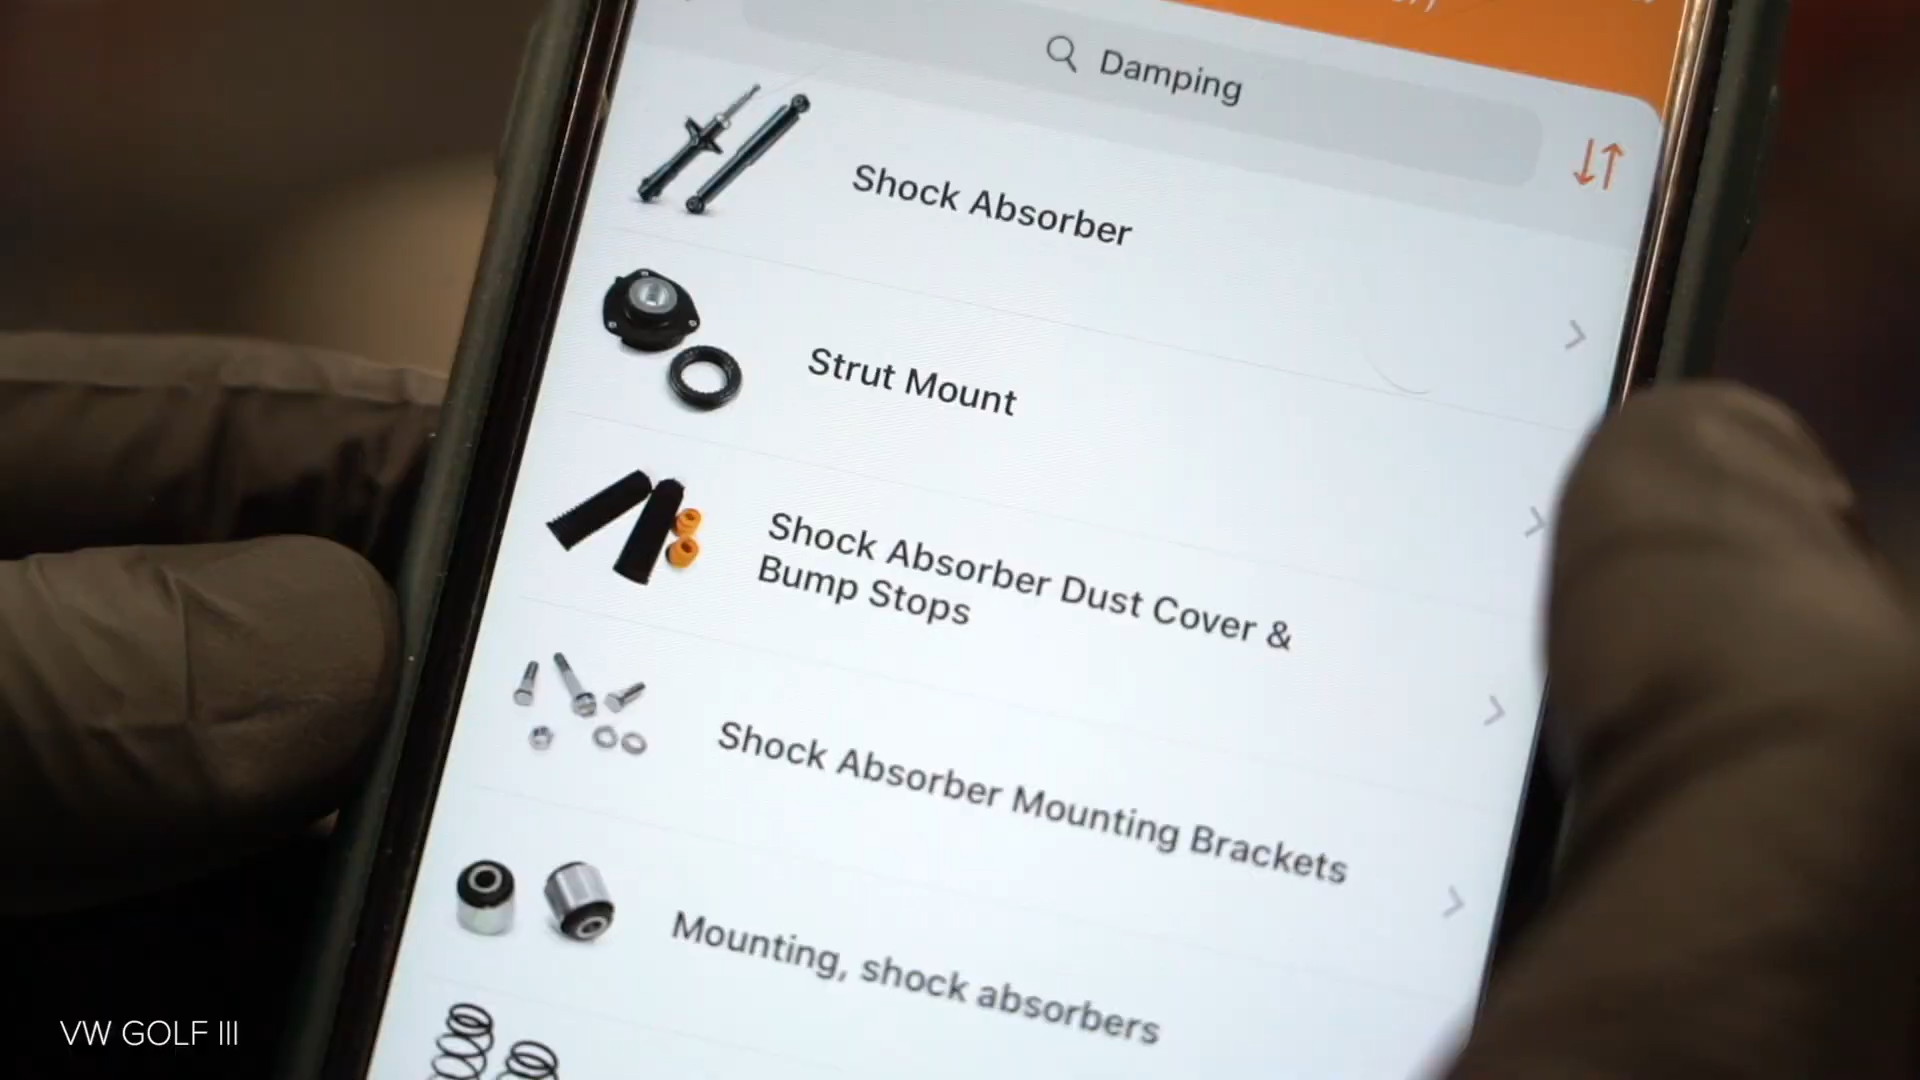 Damping
Shock Absorber
Strut Mount
Shock Absorber Dust Cover &
Bump Stops
Shock Absorber Mounting Brackets
Mounting, shock absorbers
VW GOLF III